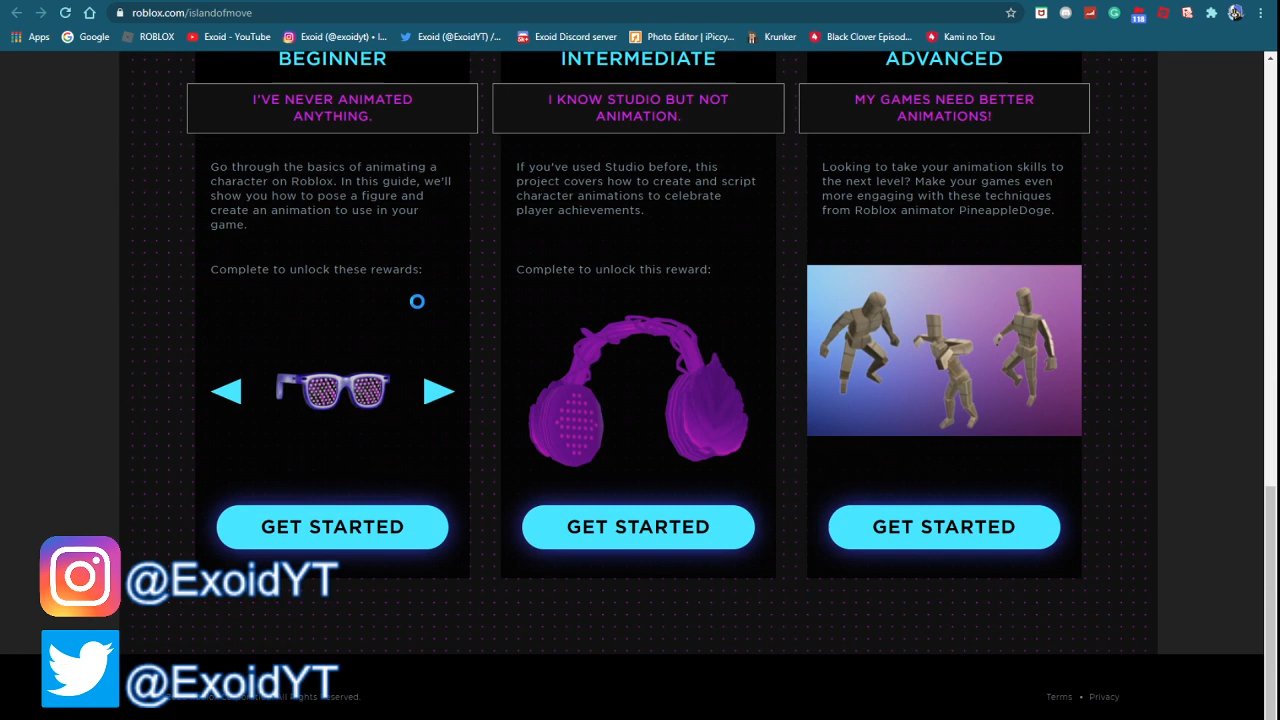 roblox.com/islandofmove
118
Apps Google ROBLOX Exoid - YouTube Exoid (@exoidyt) • I... Exoid (@ExoidYT) /... Exoid Discord server Photo Editor | iPiccy... Krunker Black Clover Episod... Kami no Tou
BEGINNER
I'VE NEVER ANIMATED
ANYTHING.
Go through the basics of animating a
character on Roblox. In this guide, we'll
show you how to pose a figure and
create an animation to use in your
game.
Complete to unlock these rewards:
GET STARTED
INTERMEDIATE
I KNOW STUDIO BUT NOT
ANIMATION.
If you've used Studio before, this
project covers how to create and script
character animations to celebrate
player achievements.
Complete to unlock this reward:
GET STARTED
ADVANCED
MY GAMES NEED BETTER
ANIMATIONS!
Looking to take your animation skills to
the next level? Make your games even
more engaging with these techniques
from Roblox animator PineappleDoge.
GET STARTED
@ExoidYT
@ExoidYT
All Rights Reserved.
Terms • Privacy